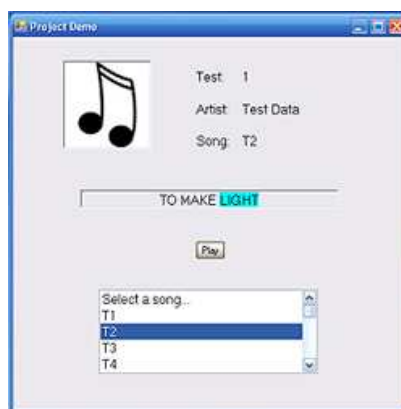 Project Demo
Test: 1
Artist: Test Data
Song: T2
TO MAKE LIGHT
Play
Select a song...
T1
T2
T3
T4